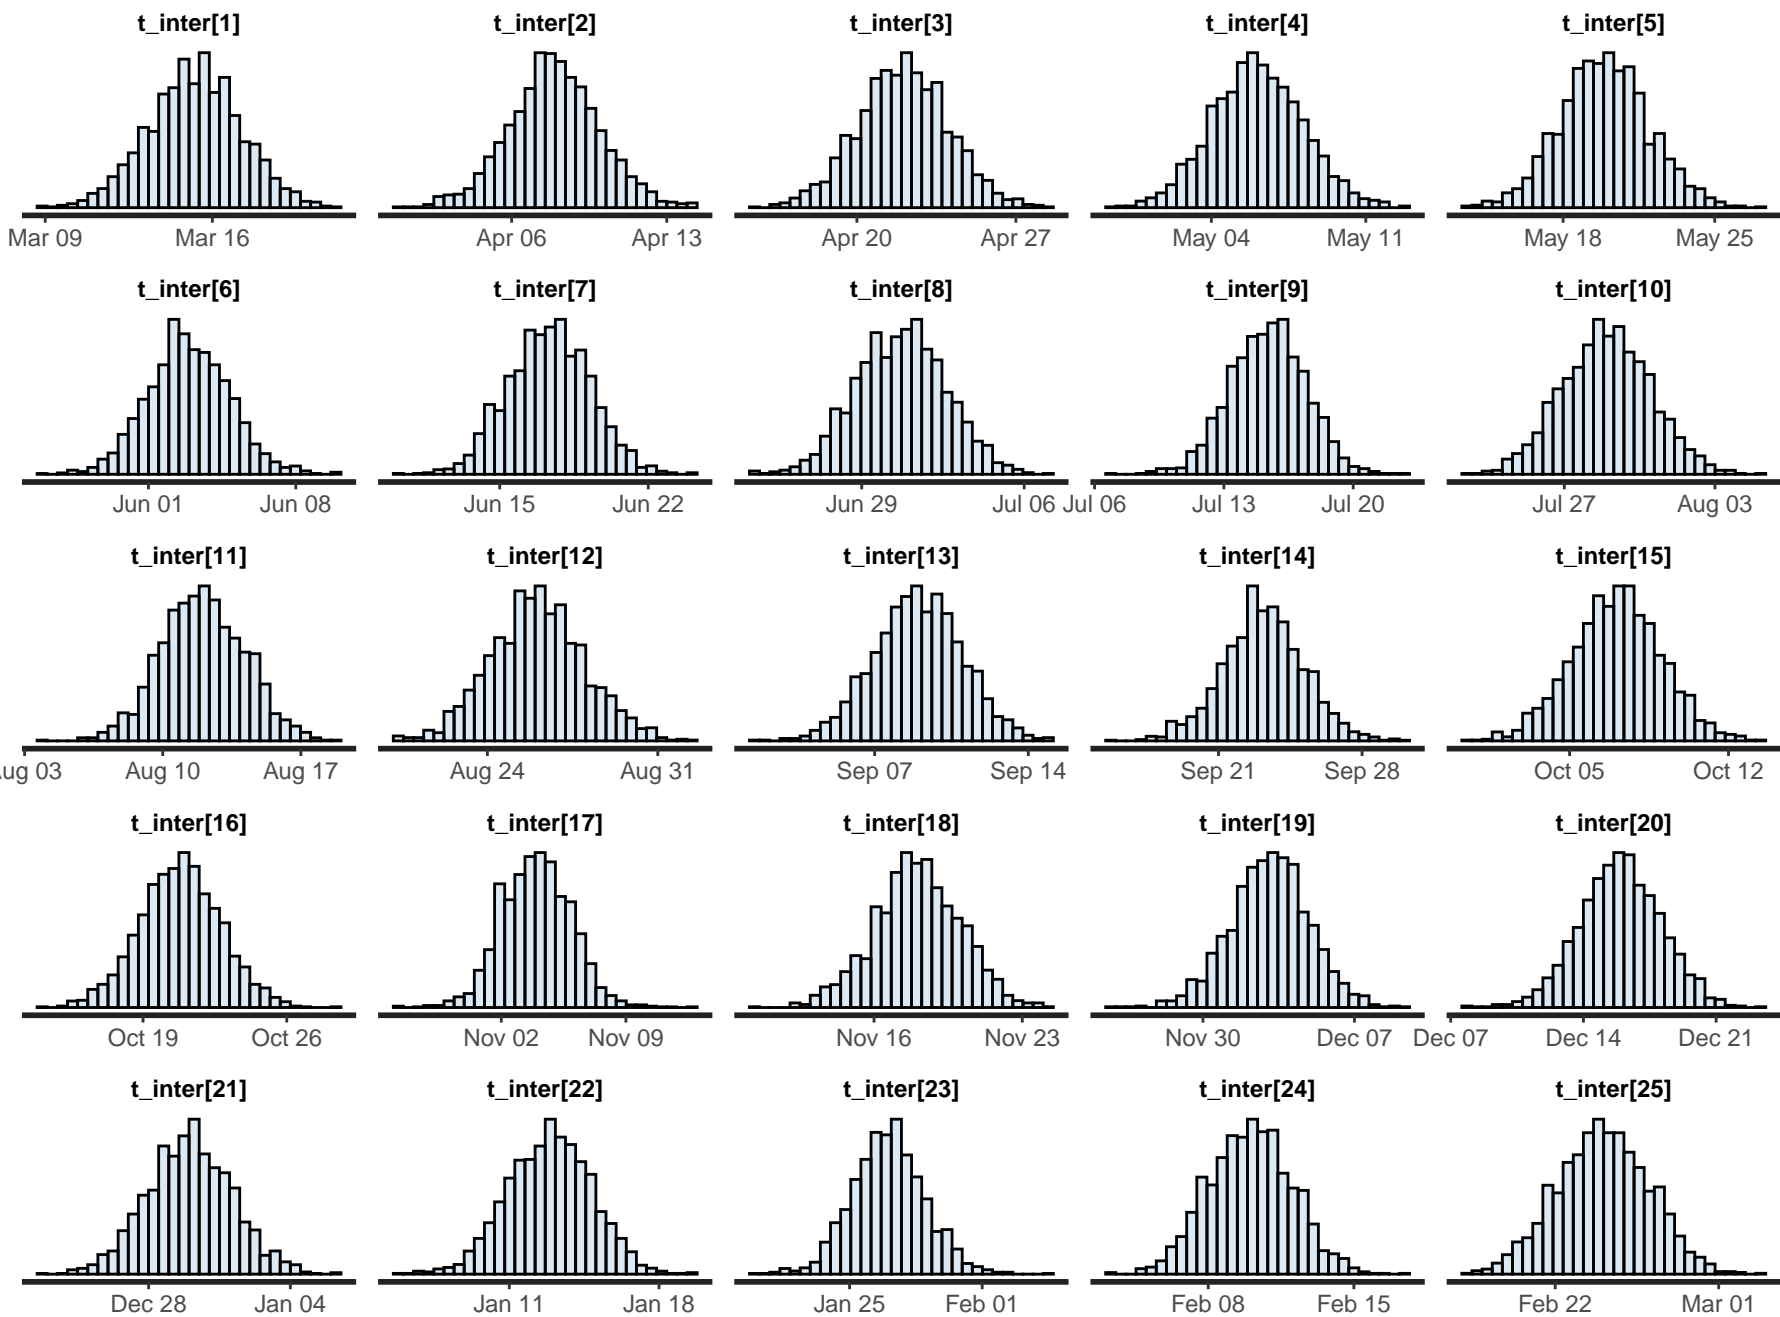 t_inter[1] t_inter[2] t_inter[3] t_inter[4] t_inter[5]
Mar 09 Mar 16 Apr 06 Apr 13 Apr 20 Apr 27 May 04 May 11 May 18 May 25
t_inter[6] t_inter[7] t_inter[8] t_inter[9] t_inter[10]
Jun 01 Jun 08 Jun 15 Jun 22 Jun 29 Jul 06 Jul 06 Jul 13 Jul 20 Jul 27 Aug 03
t_inter[11] t_inter[12] t_inter[13] t_inter[14] t_inter[15]
ug 03 Aug 10 Aug 17 Aug 24 Aug 31 Sep 07 Sep 14 Sep 21 Sep 28 Oct 05 Oct 12
t_inter[16] t_inter[17] t_inter[18] t_inter[19] t_inter[20]
Oct 19 Oct 26 Nov 02 Nov 09 Nov 16 Nov 23 Nov 30 Dec 07 Dec 07 Dec 14 Dec 21
t_inter[21] t_inter[22] t_inter[23] t_inter[24] t_inter[25]
Dec 28 Jan 04 Jan 11 Jan 18 Jan 25 Feb 01 Feb 08 Feb 15 Feb 22 Mar 01